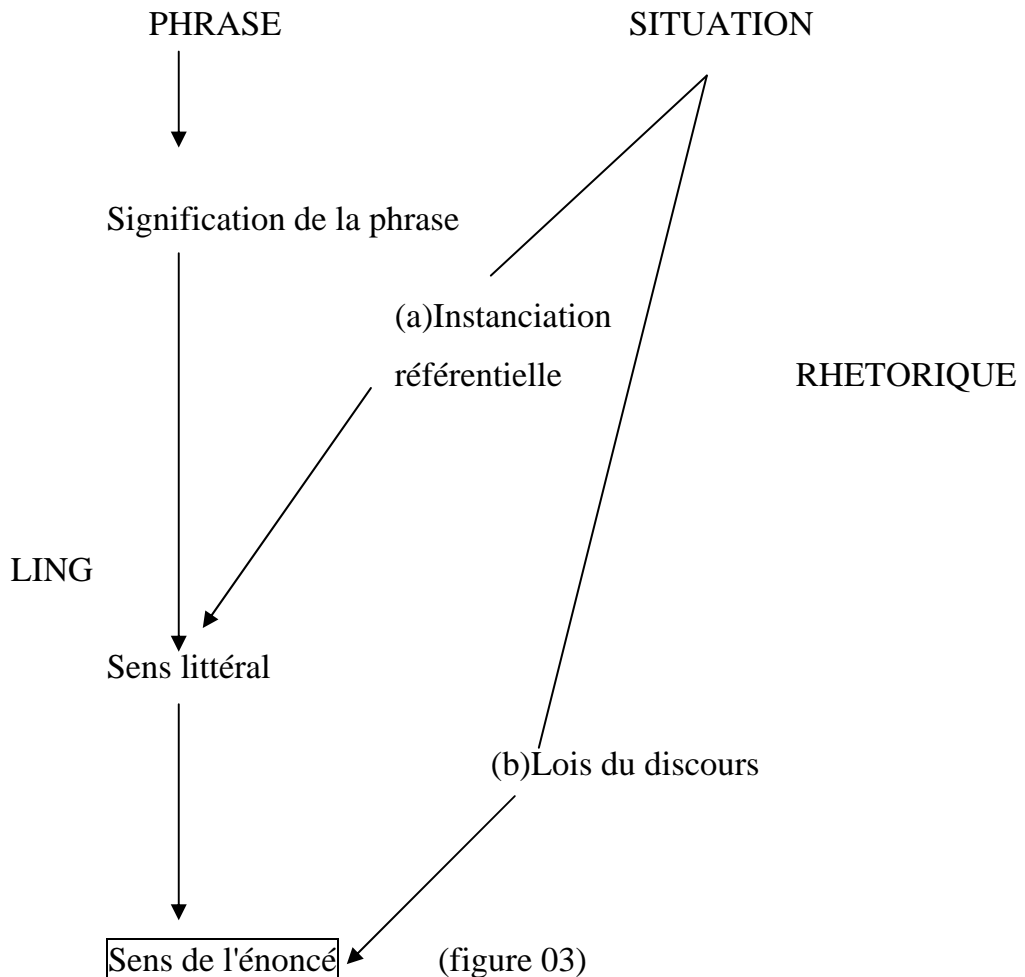 PHRASE SITUATION
Signification de la phrase
(a)Instanciation
référentielle RHETORIQUE
LING
Sens littéral
(b)Lois du discours
Sens de l'énoncé (figure 03)